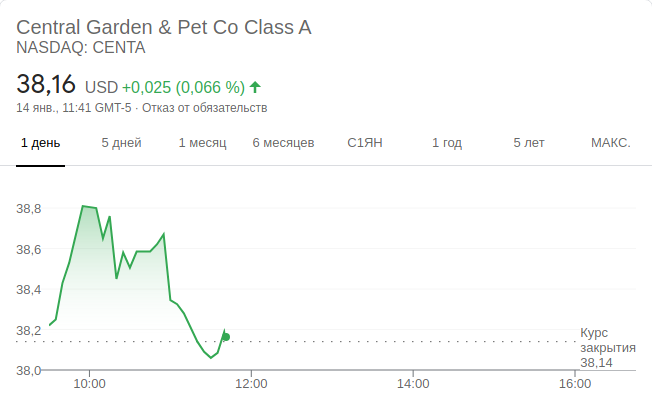 Central Garden & Pet Co Class A
NASDAQ: CENTA
38,16 USD +0,025 (0,066 %)
14 янв., 11:41 GMT-5 · Отказ от обязательств
1 день 5 дней 1 месяц 6 месяцев С1ЯН 1 год 5 лет МАКС.
38,8
38,6
38,4
38,2
38,0
Курс
закрытия
38,14
10:00 12:00 14:00 16:00